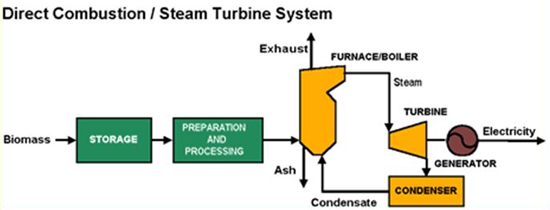 Direct Combustion / Steam Turbine System
Exhaust
FURNACE/BOILER
Steam
TURBINE
Biomass
STORAGE
PREPARATION
AND
PROCESSING
Electricity
GENERATOR
Ash
CONDENSER
Condensate